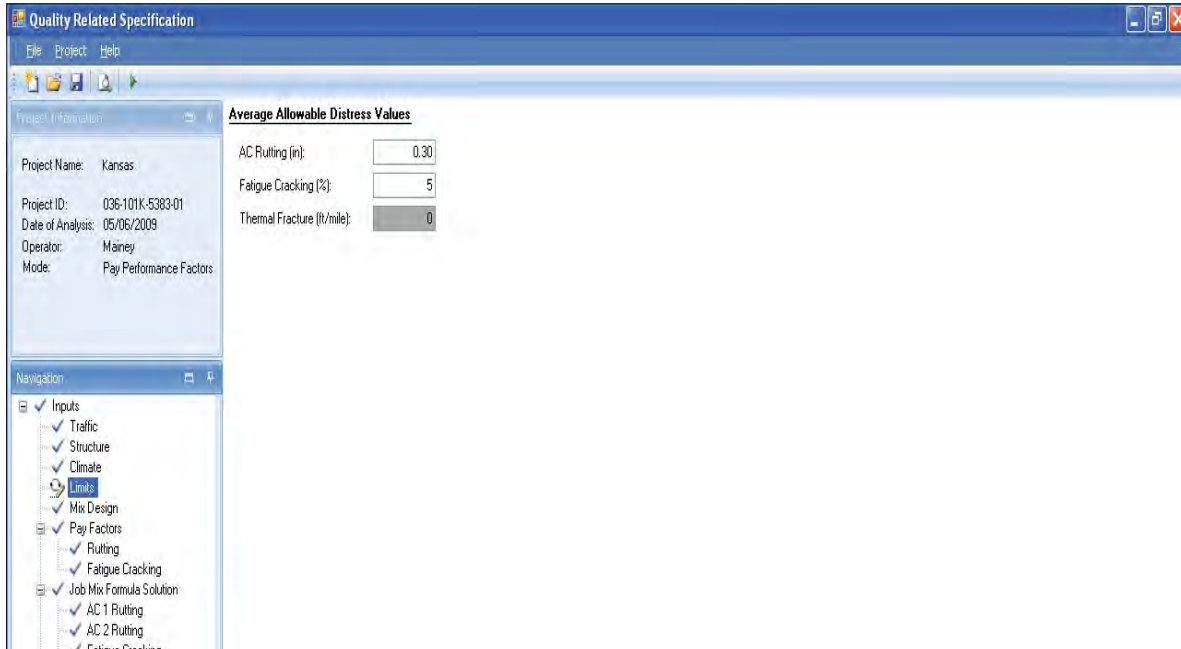 Quality Related Specification
File Project Help
Project Information
Project Name: Kansas
Project ID: 036-101K-5383-01
Date of Analysis: 05/06/2009
Operator: Mainey
Mode: Pay Performance Factors
Average Allowable Distress Values
AC Rutting (in): 0.30
Fatigue Cracking (%): 5
Thermal Fracture (ft/mile): 0
Navigation
Inputs
Traffic
Structure
Climate
Limits
Mix Design
Pay Factors
Rutting
Fatigue Cracking
Job Mix Formula Solution
AC 1 Rutting
AC 2 Rutting
Fatigue Cracking